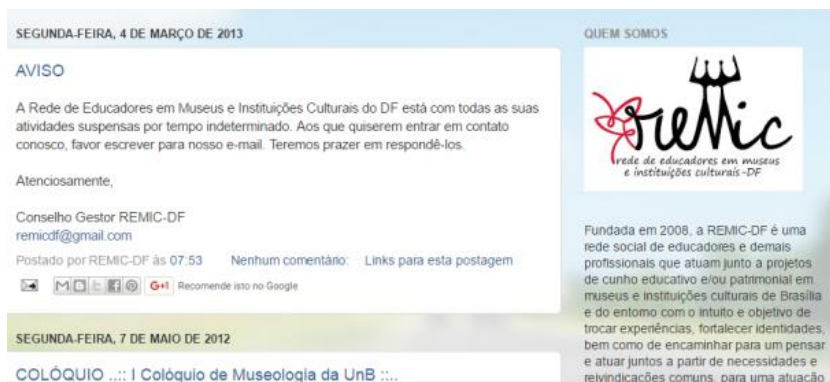 SEGUNDA-FEIRA, 4 DE MARÇO DE 2013
AVISO
A Rede de Educadores em Museus e Instituições Culturais do DF está com todas as suas
atividades suspensas por tempo indeterminado. Aos que quiserem entrar em contato
conosco, favor escrever para nosso e-mail. Teremos prazer em respondê-los.
Atenciosamente,
Conselho Gestor REMIC-DF
remicdf@gmail.com
Postado por REMIC-DF às 07:53 Nenhum comentário: Links para esta postagem
G+1 Recomende isto no Google
SEGUNDA-FEIRA, 7 DE MAIO DE 2012
COLÓQUIO ..:: I Colóquio de Museologia da UnB ::..
QUEM SOMOS
remic
rede de educadores em museus
e instituições culturais-DF
Fundada em 2008, a REMIC-DF é uma
rede social de educadores e demais
profissionais que atuam junto a projetos
de cunho educativo e/ou patrimonial em
museus e instituições culturais de Brasília
e do entorno com o intuito e objetivo de
trocar experiências, fortalecer identidades,
bem como de encaminhar para um pensar
e atuar juntos a partir de necessidades e
reivindicações comuns, para uma atuação